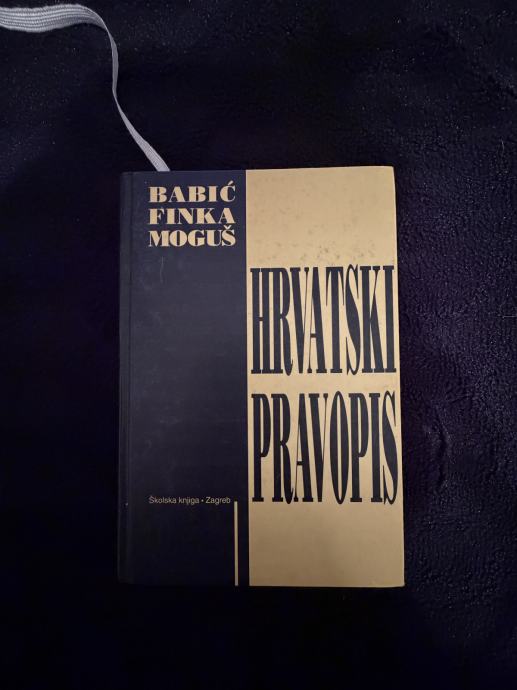 BABIĆ
FINKA
MOGUŠ
HRVATSKI
PRAVOPIS
Školska knjiga • Zagreb